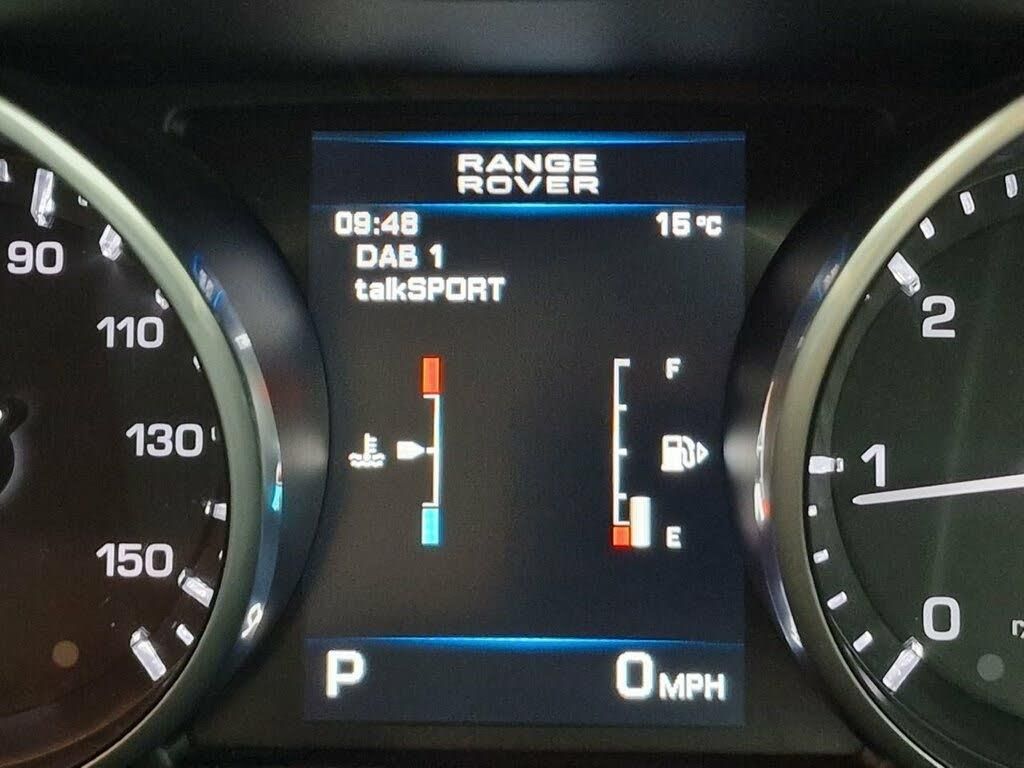 RANGE
ROVER
09:48 15 °C
DAB 1
talkSPORT
90
110
130
150
F
E
2
1
0
P 0 MPH